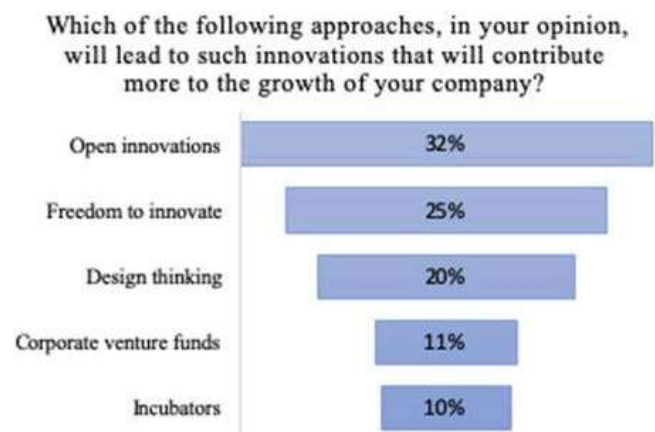 Which of the following approaches, in your opinion,
will lead to such innovations that will contribute
more to the growth of your company?
Open innovations 32%
Freedom to innovate 25%
Design thinking 20%
Corporate venture funds 11%
Incubators 10%